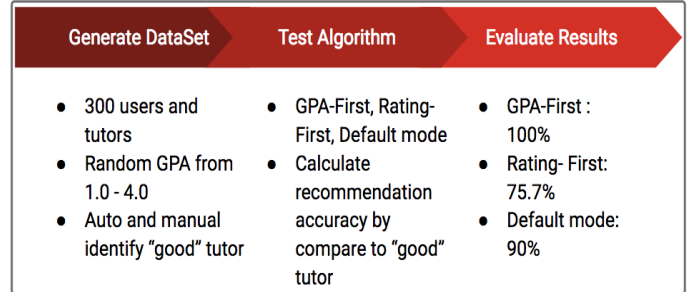 Generate DataSet
Test Algorithm
Evaluate Results
● 300 users and
tutors
● Random GPA from
1.0 - 4.0
● Auto and manual
identify “good” tutor
● GPA-First, Rating-
First, Default mode
● Calculate
recommendation
accuracy by
compare to “good”
tutor
● GPA-First :
100%
● Rating- First:
75.7%
● Default mode:
90%